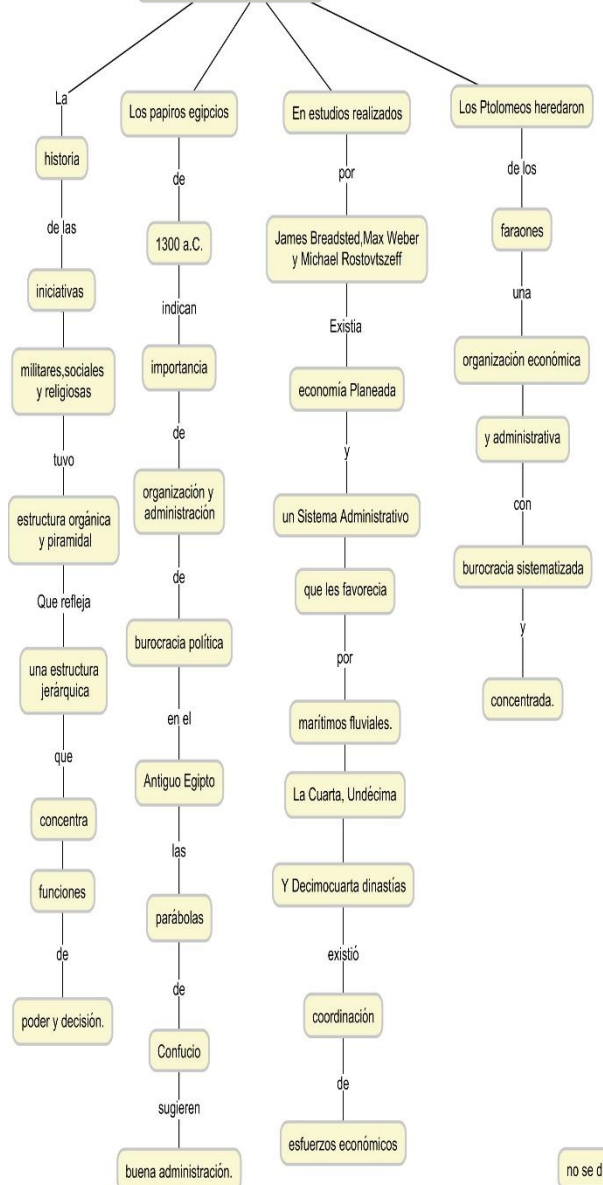 La
historia
de las
iniciativas
militares,sociales
y religiosas
tuvo
estructura orgánica
y piramidal
Que refleja
una estructura
jerárquica
que
concentra
funciones
de
poder y decisión.
Los papiros egipcios
de
1300 a.C.
indican
importancia
de
organización y
administración
de
burocracia política
en el
Antiguo Egipto
las
parábolas
de
Confucio
sugieren
buena administración.
En estudios realizados
por
James Breadsted,Max Weber
y Michael Rostovtszeff
Existia
economía Planeada
y
un Sistema Administrativo
que les favorecia
por
marítimos fluviales.
La Cuarta, Undécima
Y Decimocuarta dinastías
existió
coordinación
de
esfuerzos económicos
Los Ptolomeos heredaron
de los
faraones
una
organización económica
y administrativa
con
burocracia sistematizada
y
concentrada.
no se d